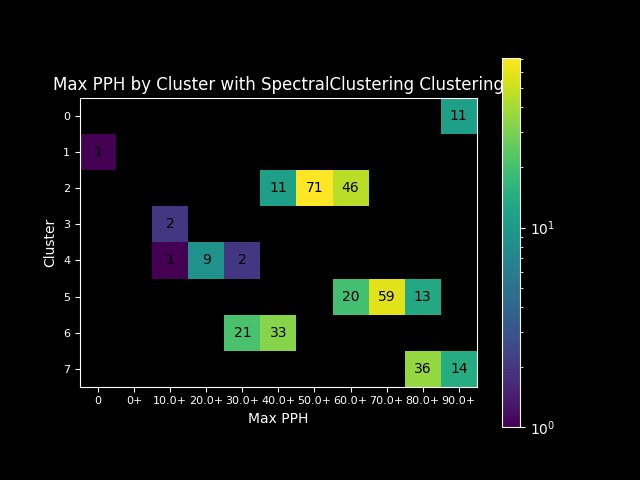 Max PPH by Cluster with SpectralClustering Clustering
0 11
1 1
2 11 71 46
3 2
4 1 9 2
5 20 59 13
6 21 33
7 36 14
0 0+ 10.0+ 20.0+ 30.0+ 40.0+ 50.0+ 60.0+ 70.0+ 80.0+ 90.0+
Max PPH
Cluster
10¹
10⁰